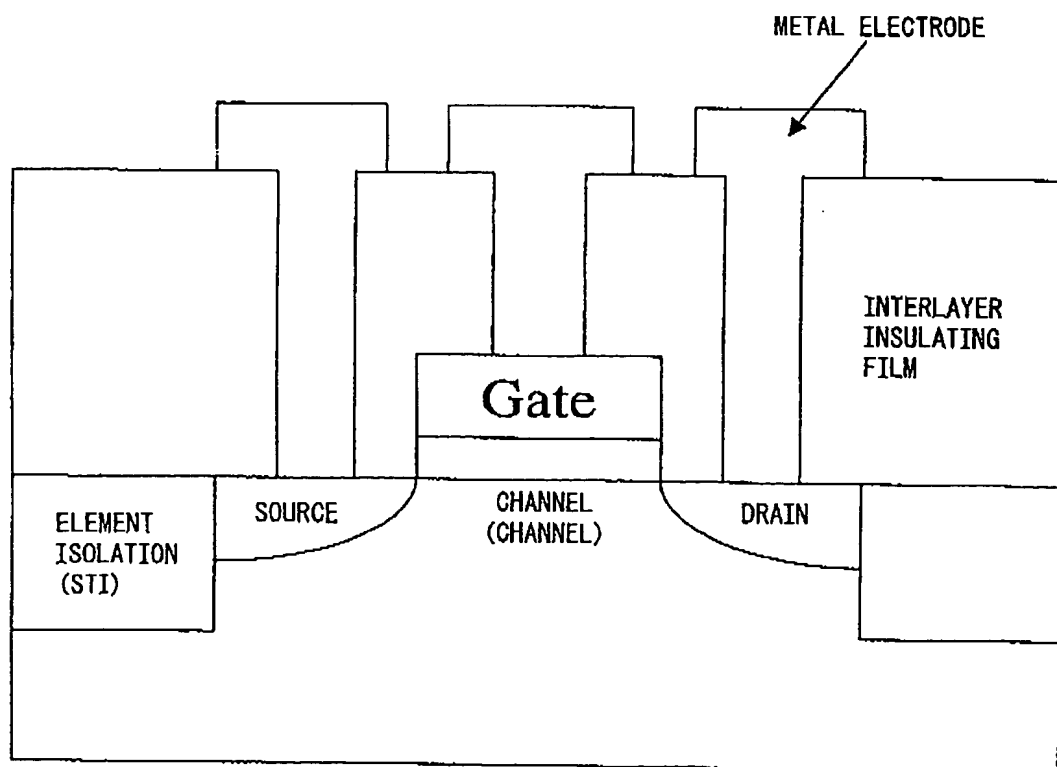 METAL ELECTRODE
INTERLAYER
INSULATING
FILM
Gate
ELEMENT
ISOLATION
(STI)
SOURCE
CHANNEL
(CHANNEL)
DRAIN